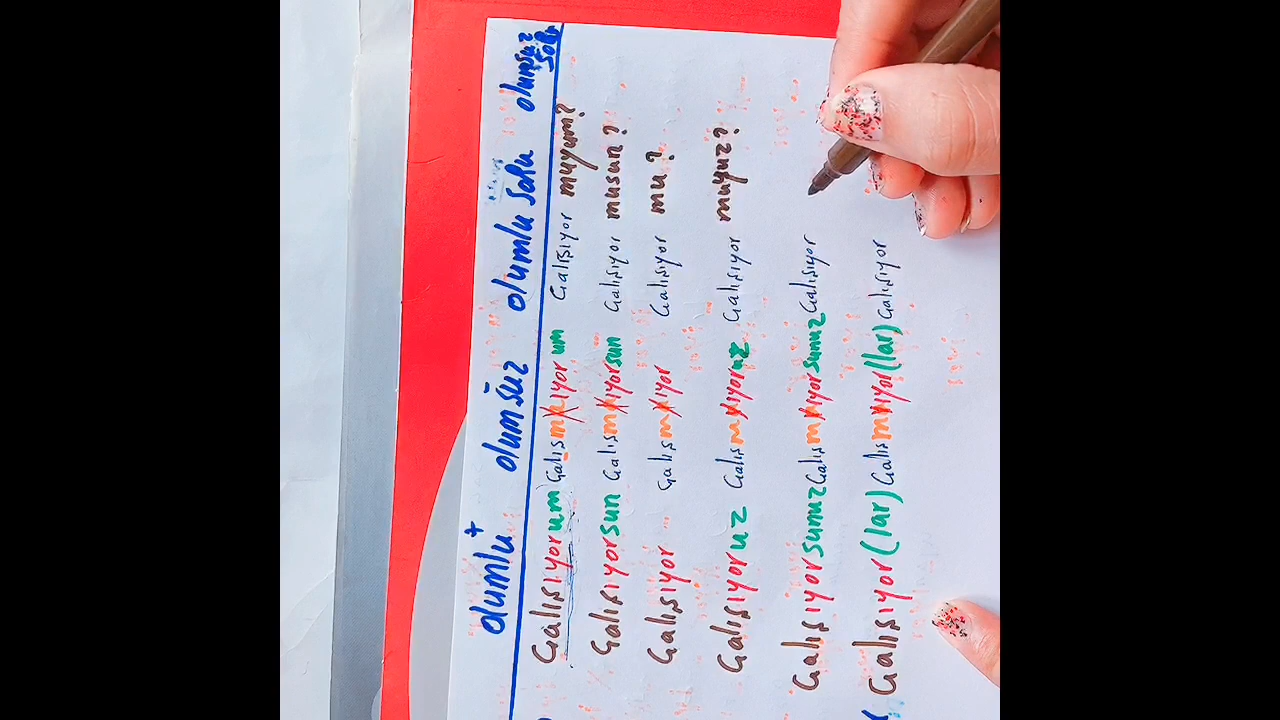 olumlu + olumsuz olumlu soru olumsuz soru
Çalışıyorum Çalışmıyorum Çalışıyor muyum?
Çalışıyorsun Çalışmıyorsun Çalışıyor musun?
Çalışıyor Çalışmıyor Çalışıyor mu?
Çalışıyoruz Çalışmıyoruz Çalışıyor muyuz?
Çalışıyorsunuz Çalışmıyorsunuz Çalışıyor
Çalışıyor(lar) Çalışmıyor(lar) Çalışıyor